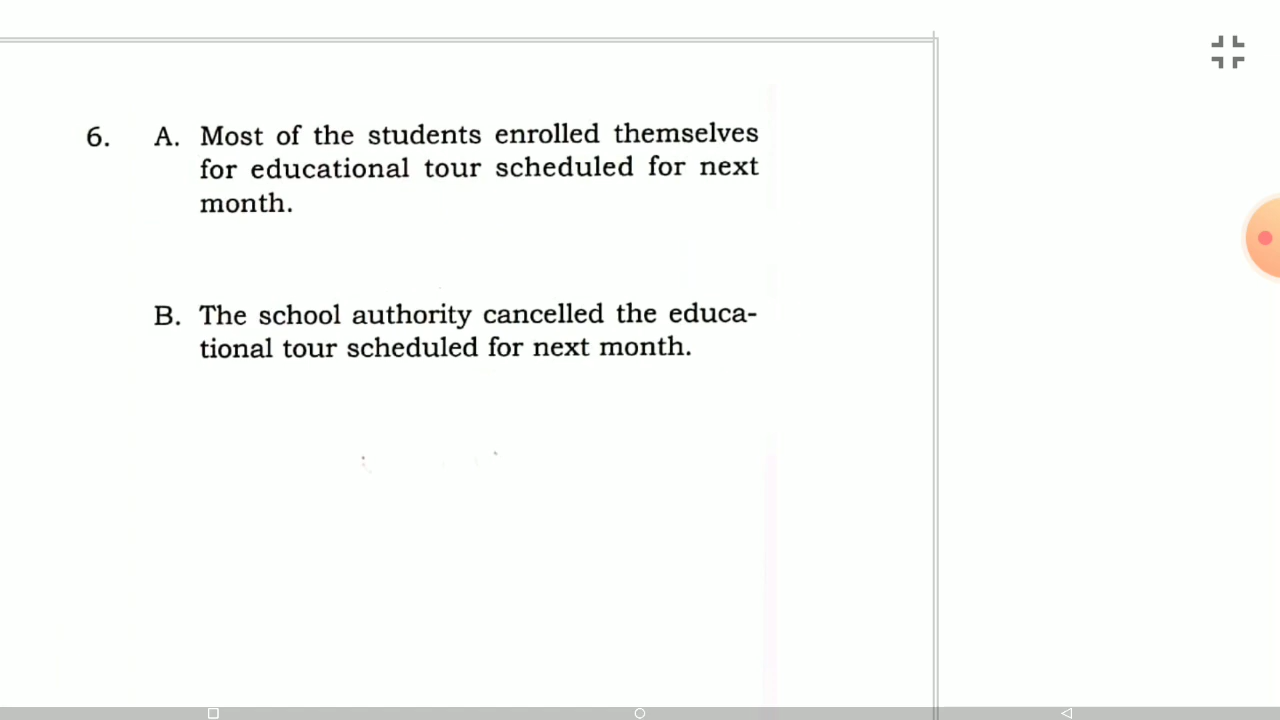 6. A. Most of the students enrolled themselves
for educational tour scheduled for next
month.
B. The school authority cancelled the educa-
tional tour scheduled for next month.